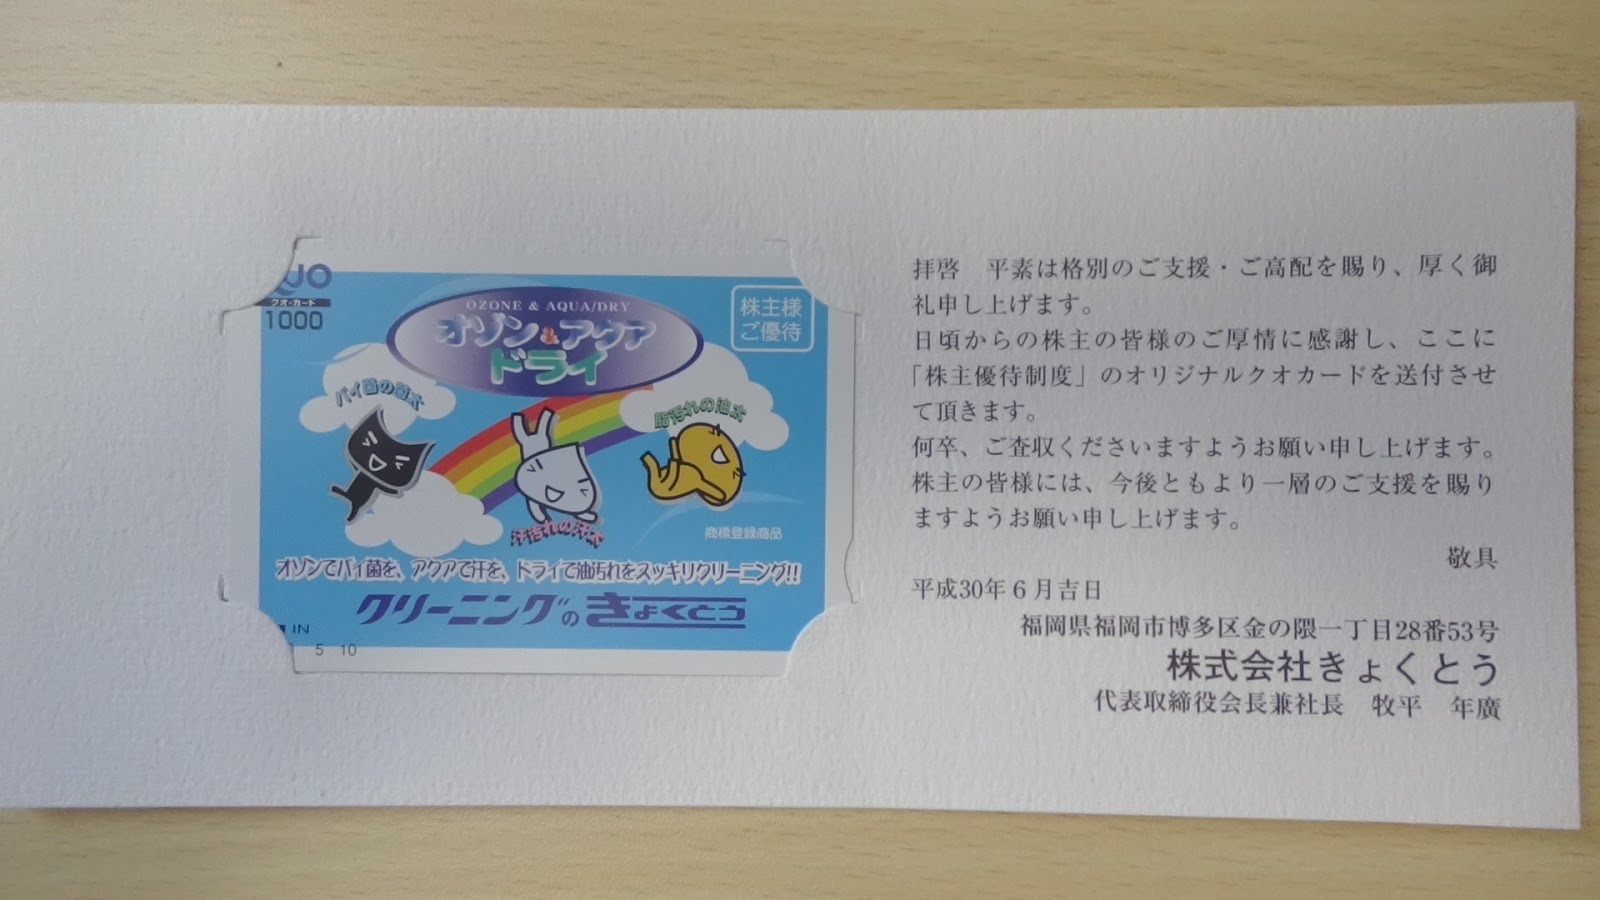 QUO
クオ・カード
1000
OZONE & AQUA/DRY
オゾン&アクア
ドライ
株主様
ご優待
バイ菌の菌太
脂汚れの油太
汗汚れの汗太
商標登録商品
オゾンでバイ菌を、アクアで汗を、ドライで油汚れをスッキリクリーニング!!
クリーニングのきょくとう
IN
1 5 10
拝啓 平素は格別のご支援・ご高配を賜り、厚く御
礼申し上げます。
日頃からの株主の皆様のご厚情に感謝し、ここに
「株主優待制度」のオリジナルクオカードを送付させ
て頂きます。
何卒、ご査収くださいますようお願い申し上げます。
株主の皆様には、今後ともより一層のご支援を賜り
ますようお願い申し上げます。
敬具
平成30年6月吉日
福岡県福岡市博多区金の隈一丁目28番53号
株式会社きょくとう
代表取締役会長兼社長 牧平 年廣